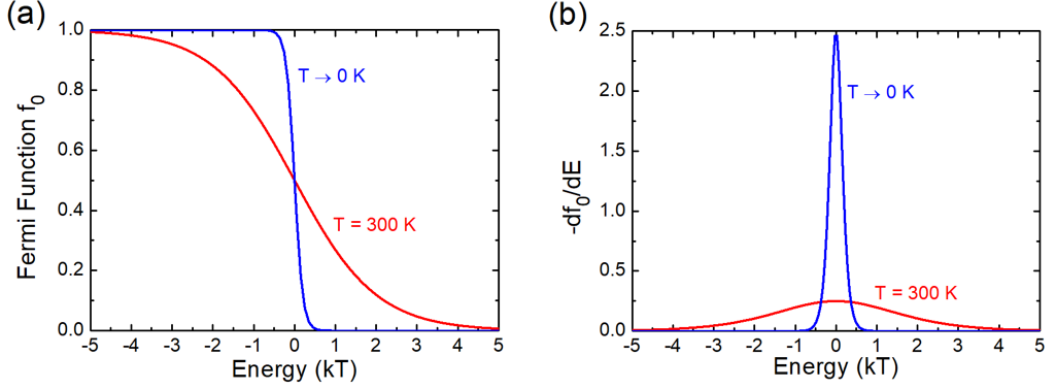 (a)
Fermi Function f₀
1.0
0.8
0.6
0.4
0.2
0.0
T → 0 K
T = 300 K
-5 -4 -3 -2 -1 0 1 2 3 4 5
Energy (kT)
(b)
-df₀/dE
2.5
2.0
1.5
1.0
0.5
0.0
T → 0 K
T = 300 K
-5 -4 -3 -2 -1 0 1 2 3 4 5
Energy (kT)